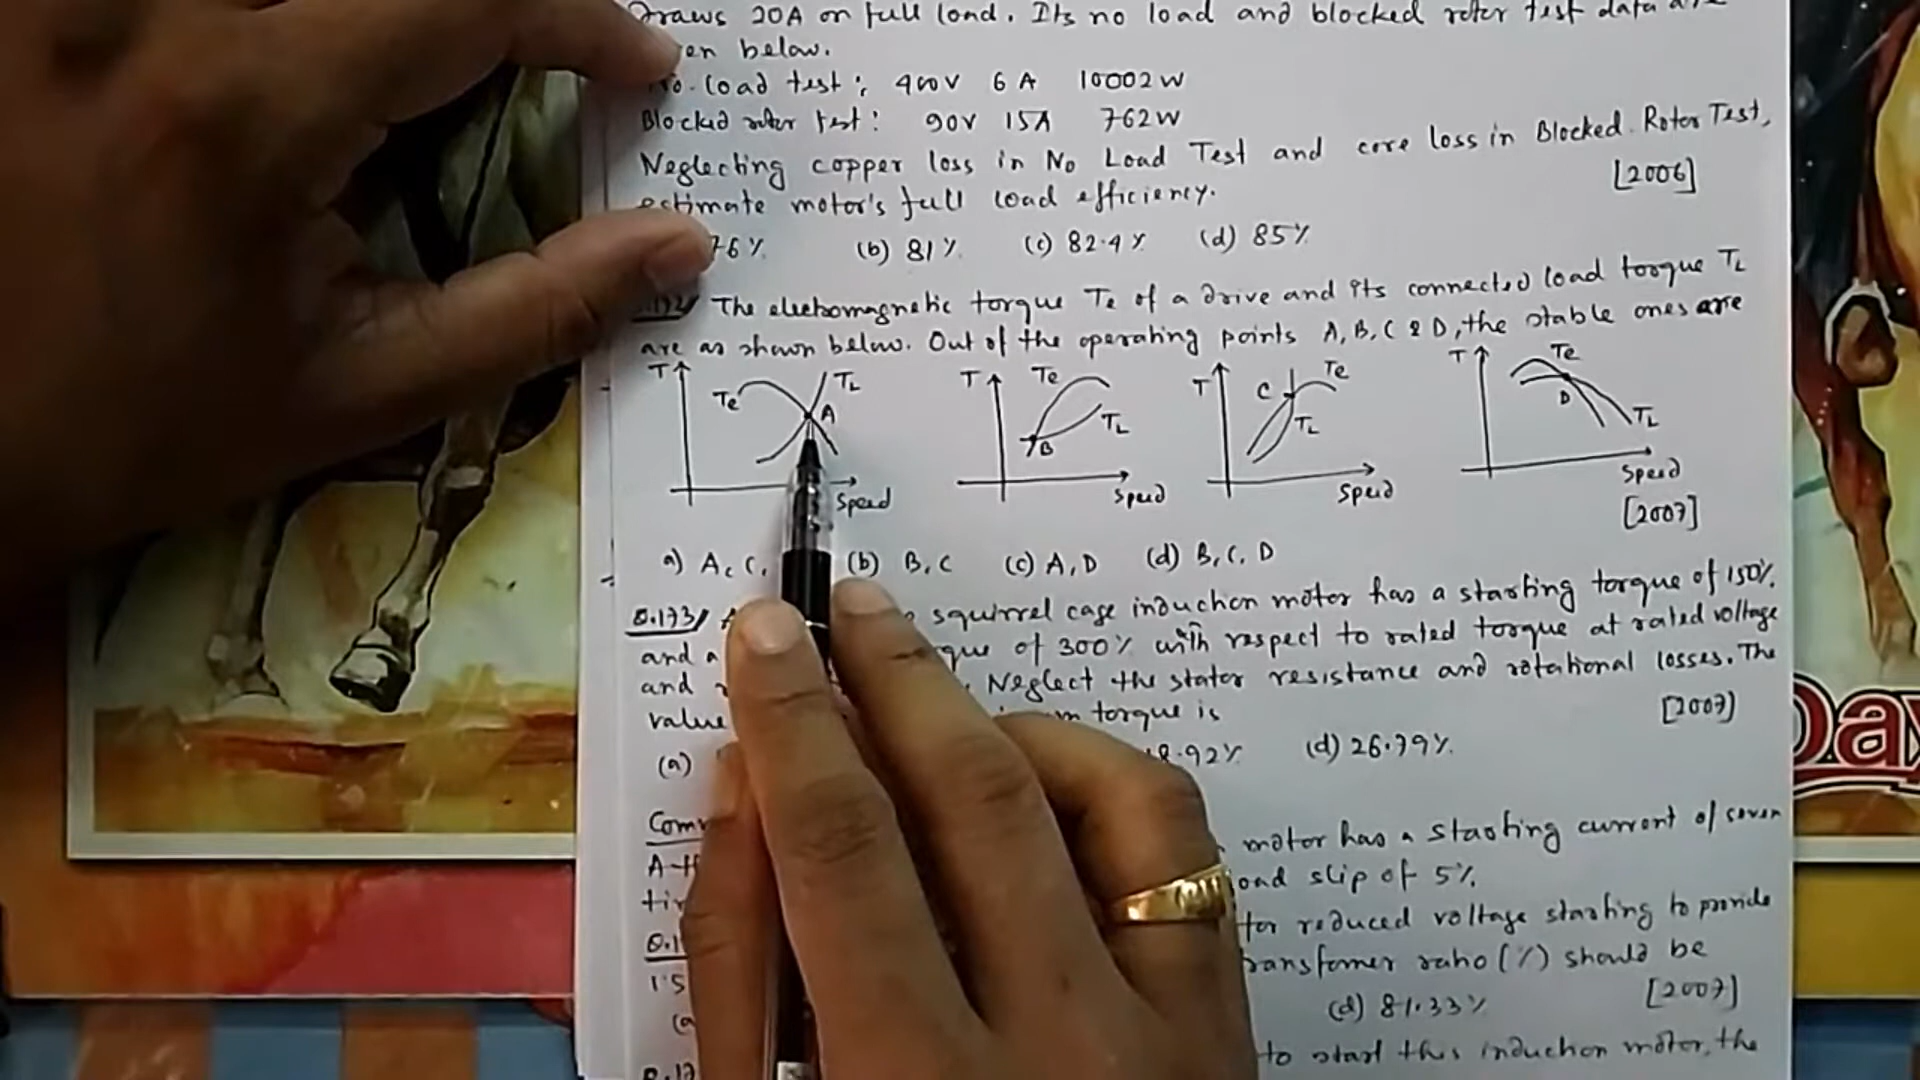 Draws 20A on full load. Its no load and blocked rotor test data are
en below.
No. load test: 400V 6A 10002W
Blocked rotor test: 90V 15A 762W
Neglecting copper loss in No Load Test and core loss in Blocked Rotor Test,
estimate motor's full load efficiency. [2006]
76% (b) 81% (c) 82.4% (d) 85%
The electromagnetic torque Te of a drive and its connected load torque TL
are as shown below. Out of the operating points A, B, C & D, the stable ones are
T Te TL A Speed
T Te TL B Speed
T C Te TL Speed
T Te D TL Speed
[2007]
a) A, C, (b) B, C (c) A, D (d) B, C, D
Q.173/ squirrel cage induction motor has a starting torque of 150%
and a que of 300% with respect to rated torque at rated voltage
and Neglect the stator resistance and rotational losses. The
value torque is [2007]
(a) 8.92% (d) 26.79%
Comm
motor has a starting current of seven
oad slip of 5%
for reduced voltage starting to provide
1.5 ransformer ratio (%) should be
(a (d) 81.33% [2007]
to start this induction motor, the
Day